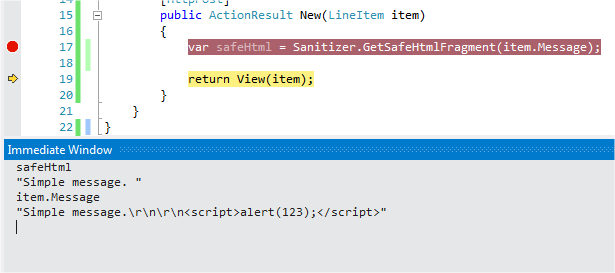 14 [HttpPost]
15 public ActionResult New(LineItem item)
16 {
17 var safeHtml = Sanitizer.GetSafeHtmlFragment(item.Message);
18
19 return View(item);
20 }
21 }
22 }
Immediate Window
safeHtml
"Simple message. "
item.Message
"Simple message.\r\n\r\n<script>alert(123);</script>"